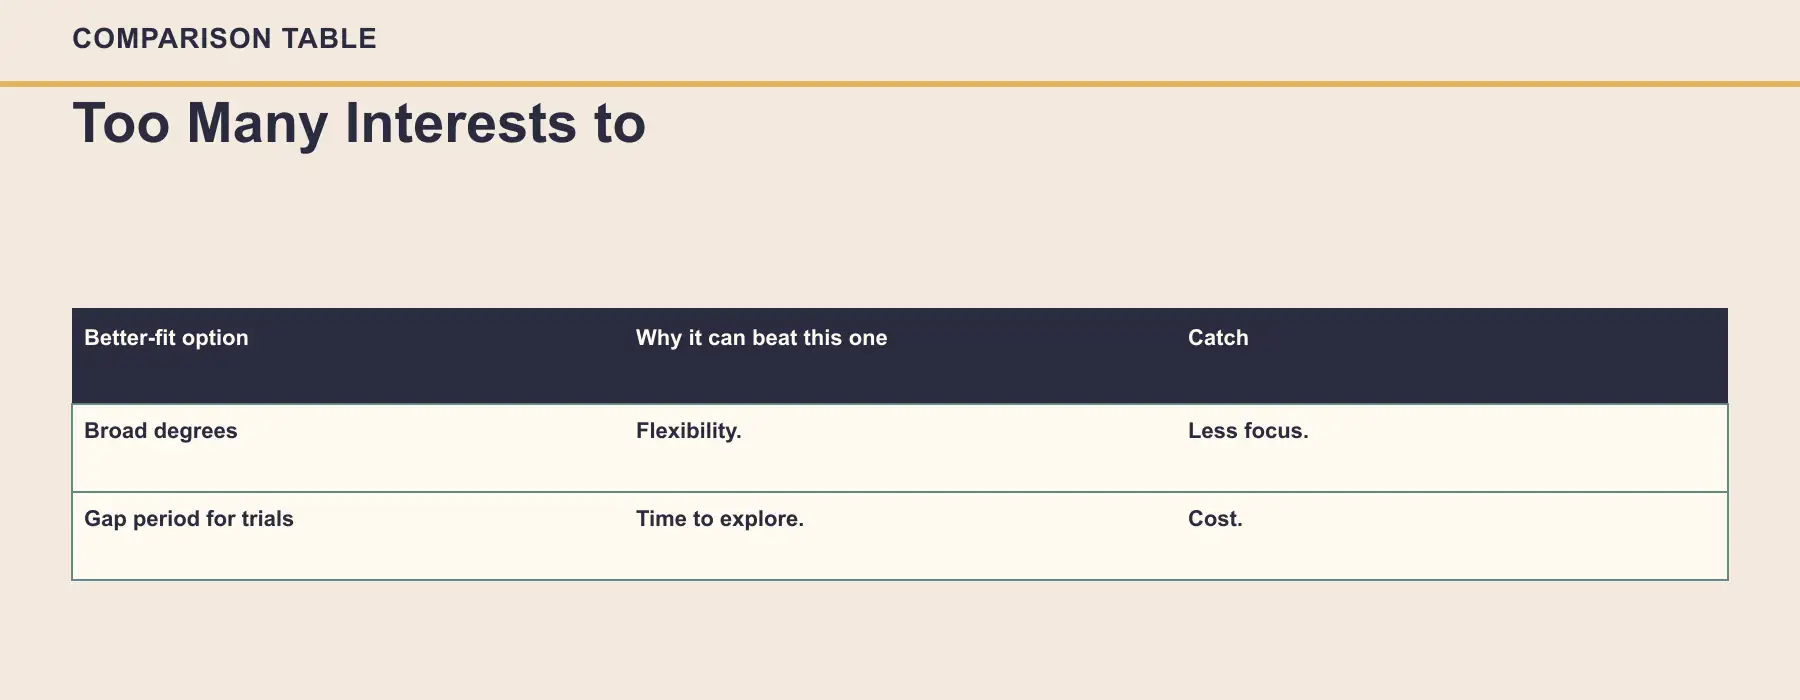 COMPARISON TABLE
Too Many Interests to
Better-fit option Why it can beat this one Catch
Broad degrees Flexibility. Less focus.
Gap period for trials Time to explore. Cost.